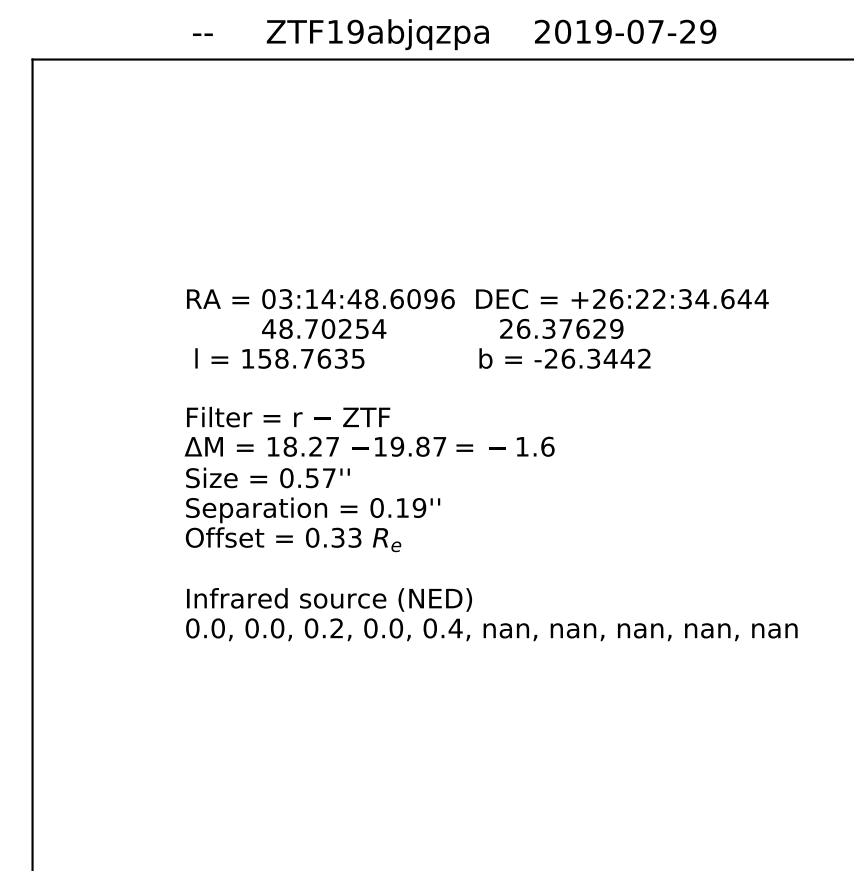 -- ZTF19abjqzpa 2019-07-29
RA = 03:14:48.6096 DEC = +26:22:34.644
48.70254 26.37629
l = 158.7635 b = -26.3442
Filter = r − ZTF
ΔM = 18.27 −19.87 = − 1.6
Size = 0.57''
Separation = 0.19''
Offset = 0.33 Re
Infrared source (NED)
0.0, 0.0, 0.2, 0.0, 0.4, nan, nan, nan, nan, nan